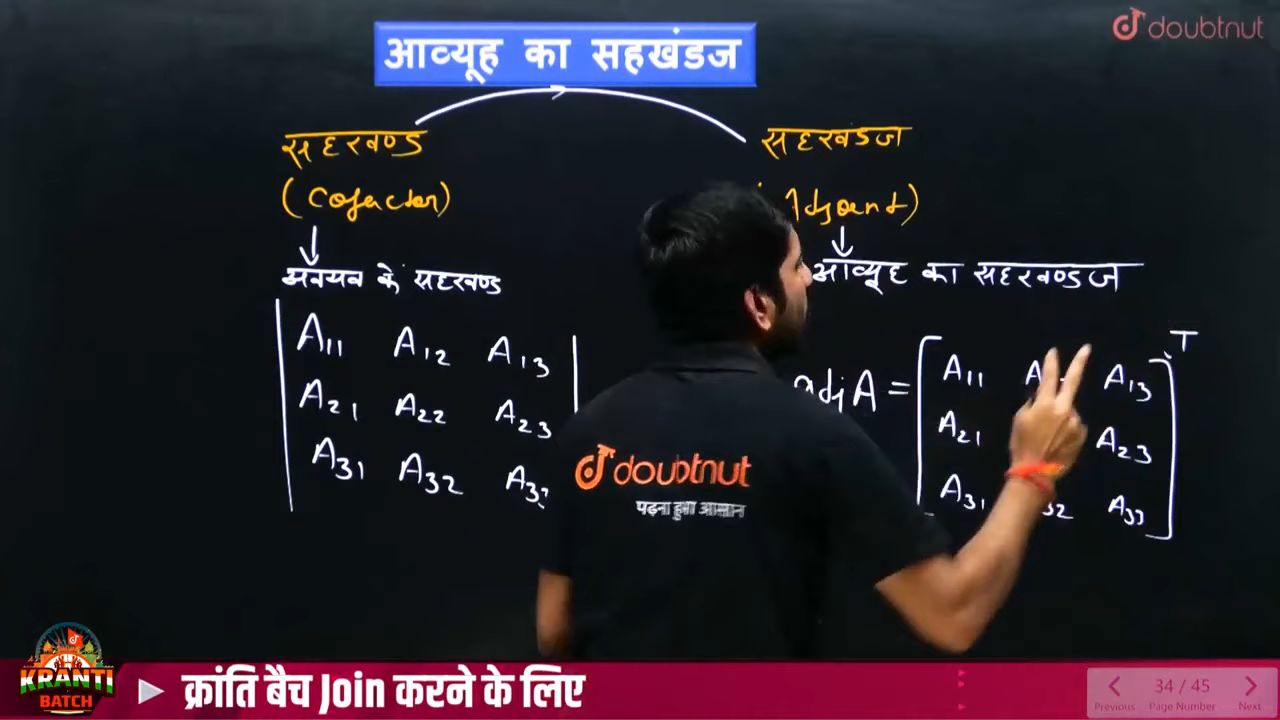 आव्यूह का सहखंडज
doubtnut
सहखण्ड
(Cofactor)
अवयव के सहखण्ड
A11 A12 A13
A21 A22 A23
A31 A32
सहखंडज
आव्यूह का सहखण्डज
adj A = [ A11 A13 ]T
A21 A23
A31 32 A33
doubtnut
पढ़ना हुआ आसान
KRANTI
BATCH
क्रांति बैच Join करने के लिए
34 / 45
Previous Page Number Next